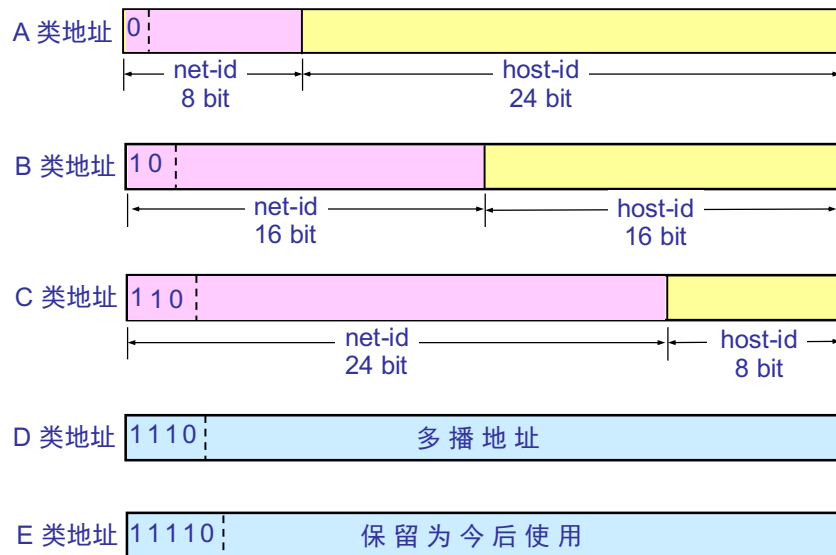 A 类地址 0
net-id host-id
8 bit 24 bit
B 类地址 1 0
net-id host-id
16 bit 16 bit
C 类地址 1 1 0
net-id host-id
24 bit 8 bit
D 类地址 1 1 1 0 多播地址
E 类地址 1 1 1 1 0 保留为今后使用